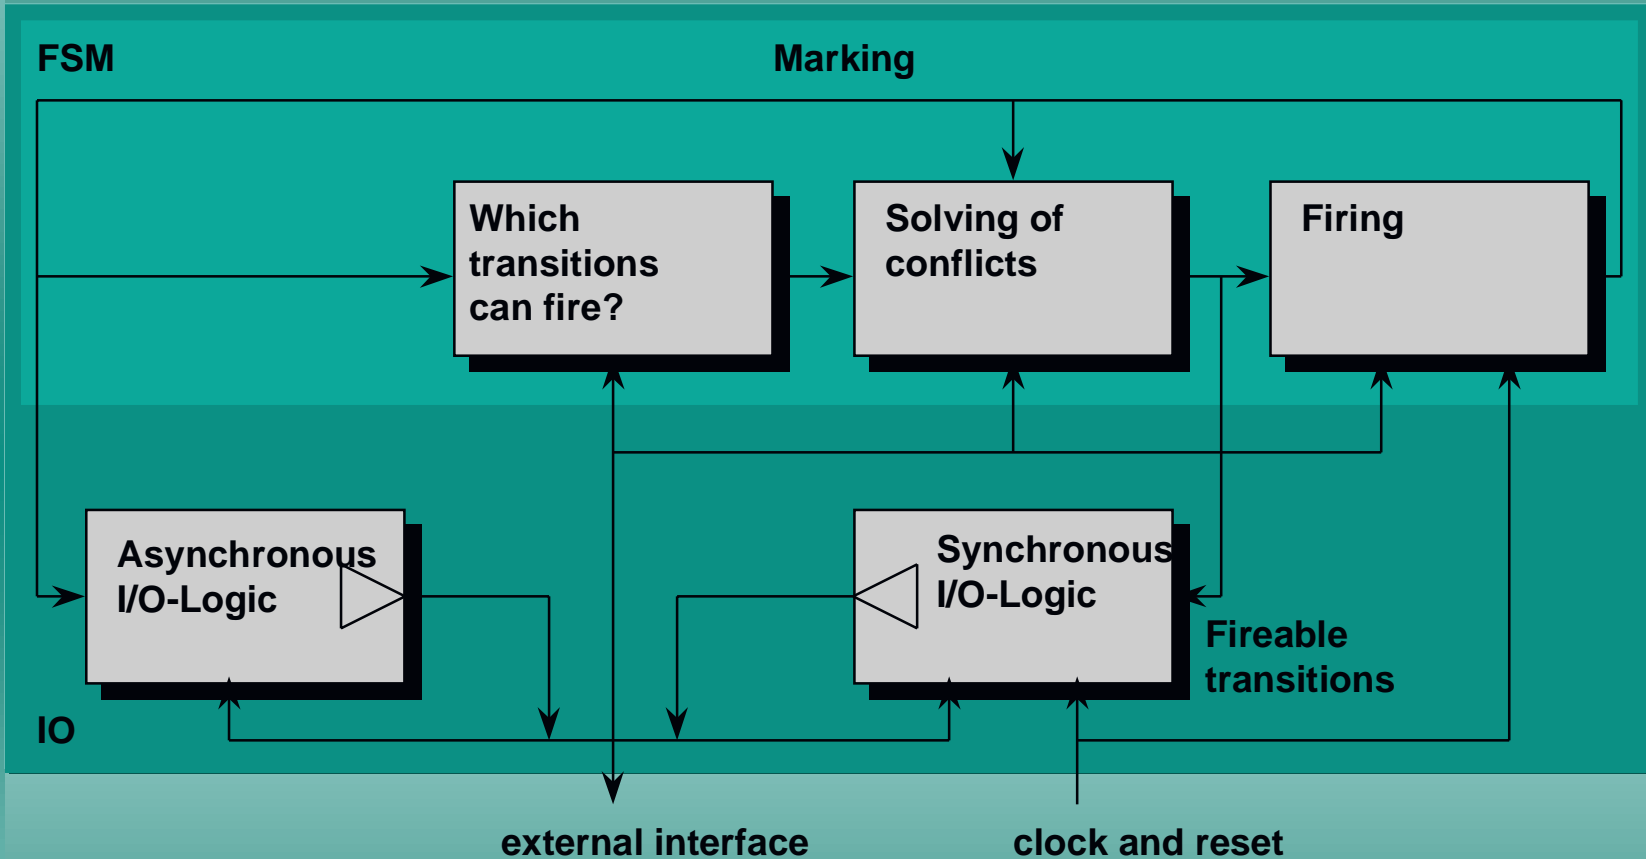 FSM
Marking
Which
transitions
can fire?
Solving of
conflicts
Firing
Asynchronous
I/O-Logic
Synchronous
I/O-Logic
Fireable
transitions
IO
external interface
clock and reset